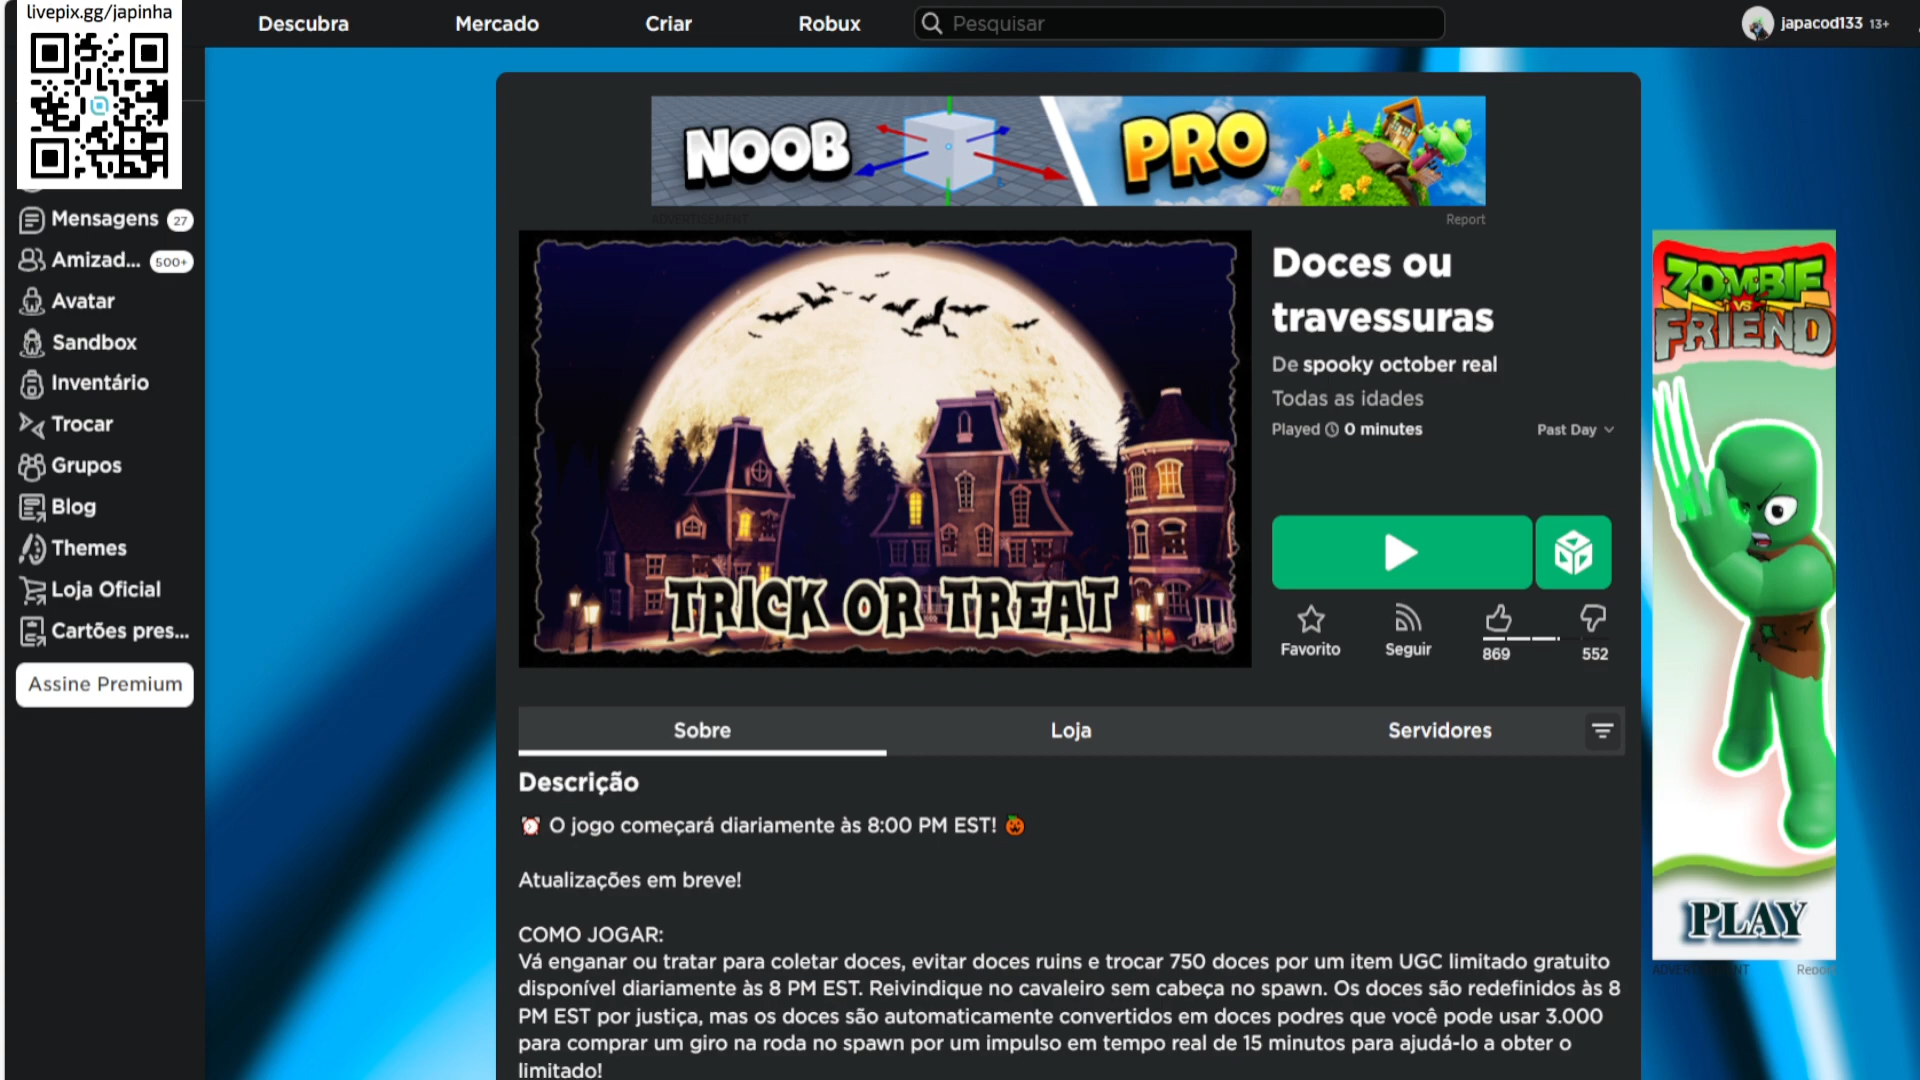 livepix.gg/japinha
Descubra
Mercado
Criar
Robux
Pesquisar
japacod133 13+
Mensagens 27
Amizad... 500+
Avatar
Sandbox
Inventário
Trocar
Grupos
Blog
Themes
Loja Oficial
Cartões pres...
Assine Premium
NOOB
PRO
ADVERTISEMENT
Report
TRICK OR TREAT
Doces ou
travessuras
De spooky october real
Todas as idades
Played 0 minutes
Past Day
Favorito
Seguir
869
552
ZOMBIE
VS
FRIEND
PLAY
ADVERTISEMENT
Report
Sobre
Loja
Servidores
Descrição
⏰ O jogo começará diariamente às 8:00 PM EST! 🎃
Atualizações em breve!
COMO JOGAR:
Vá enganar ou tratar para coletar doces, evitar doces ruins e trocar 750 doces por um item UGC limitado gratuito
disponível diariamente às 8 PM EST. Reivindique no cavaleiro sem cabeça no spawn. Os doces são redefinidos às 8
PM EST por justiça, mas os doces são automaticamente convertidos em doces podres que você pode usar 3.000
para comprar um giro na roda no spawn por um impulso em tempo real de 15 minutos para ajudá-lo a obter o
limitado!